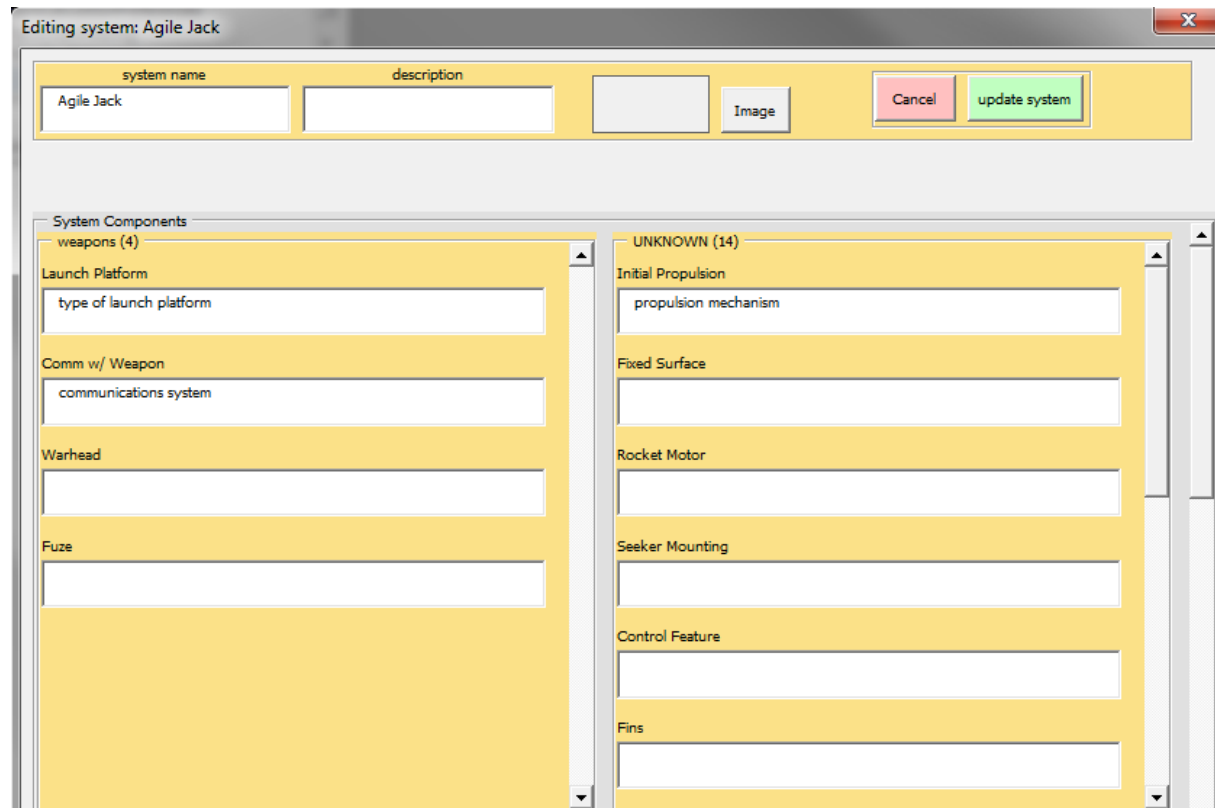 Editing system: Agile Jack
X
system name
description
Agile Jack
Image
Cancel
update system
System Components
weapons (4)
Launch Platform
type of launch platform
Comm w/ Weapon
communications system
Warhead
Fuze
UNKNOWN (14)
Initial Propulsion
propulsion mechanism
Fixed Surface
Rocket Motor
Seeker Mounting
Control Feature
Fins